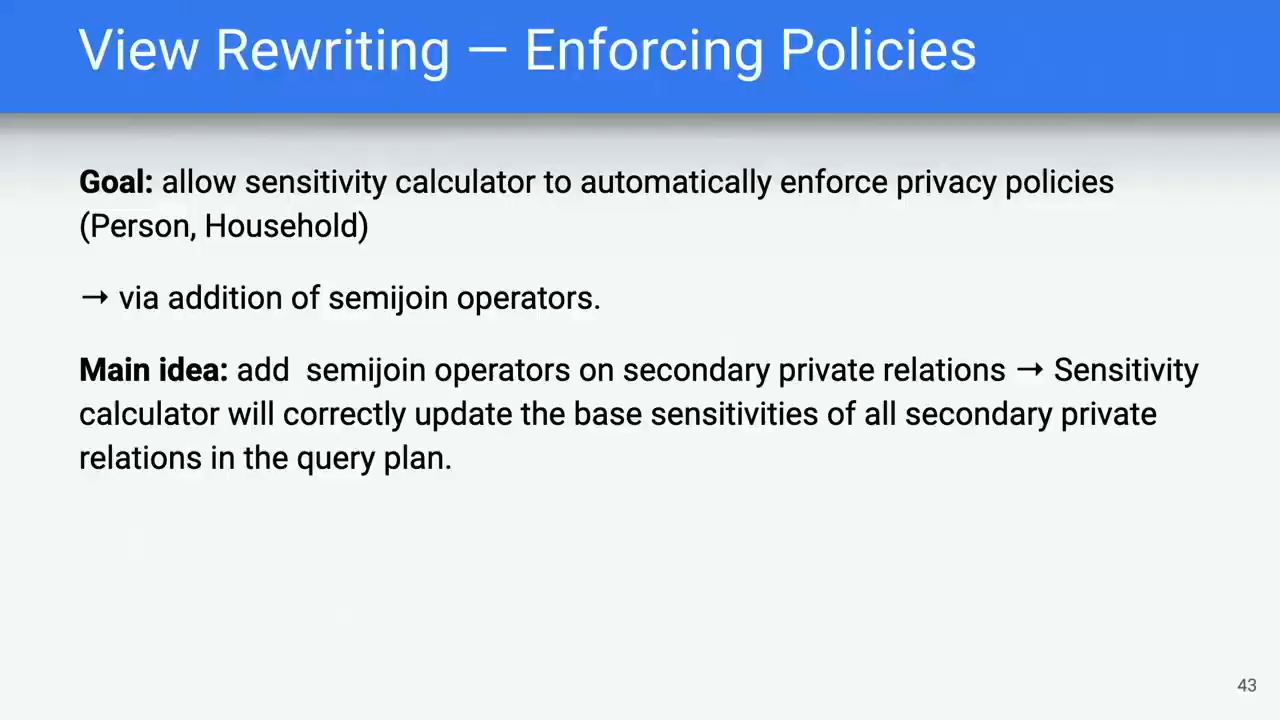 View Rewriting — Enforcing Policies
Goal: allow sensitivity calculator to automatically enforce privacy policies
(Person, Household)
→ via addition of semijoin operators.
Main idea: add  semijoin operators on secondary private relations → Sensitivity
calculator will correctly update the base sensitivities of all secondary private
relations in the query plan.
43